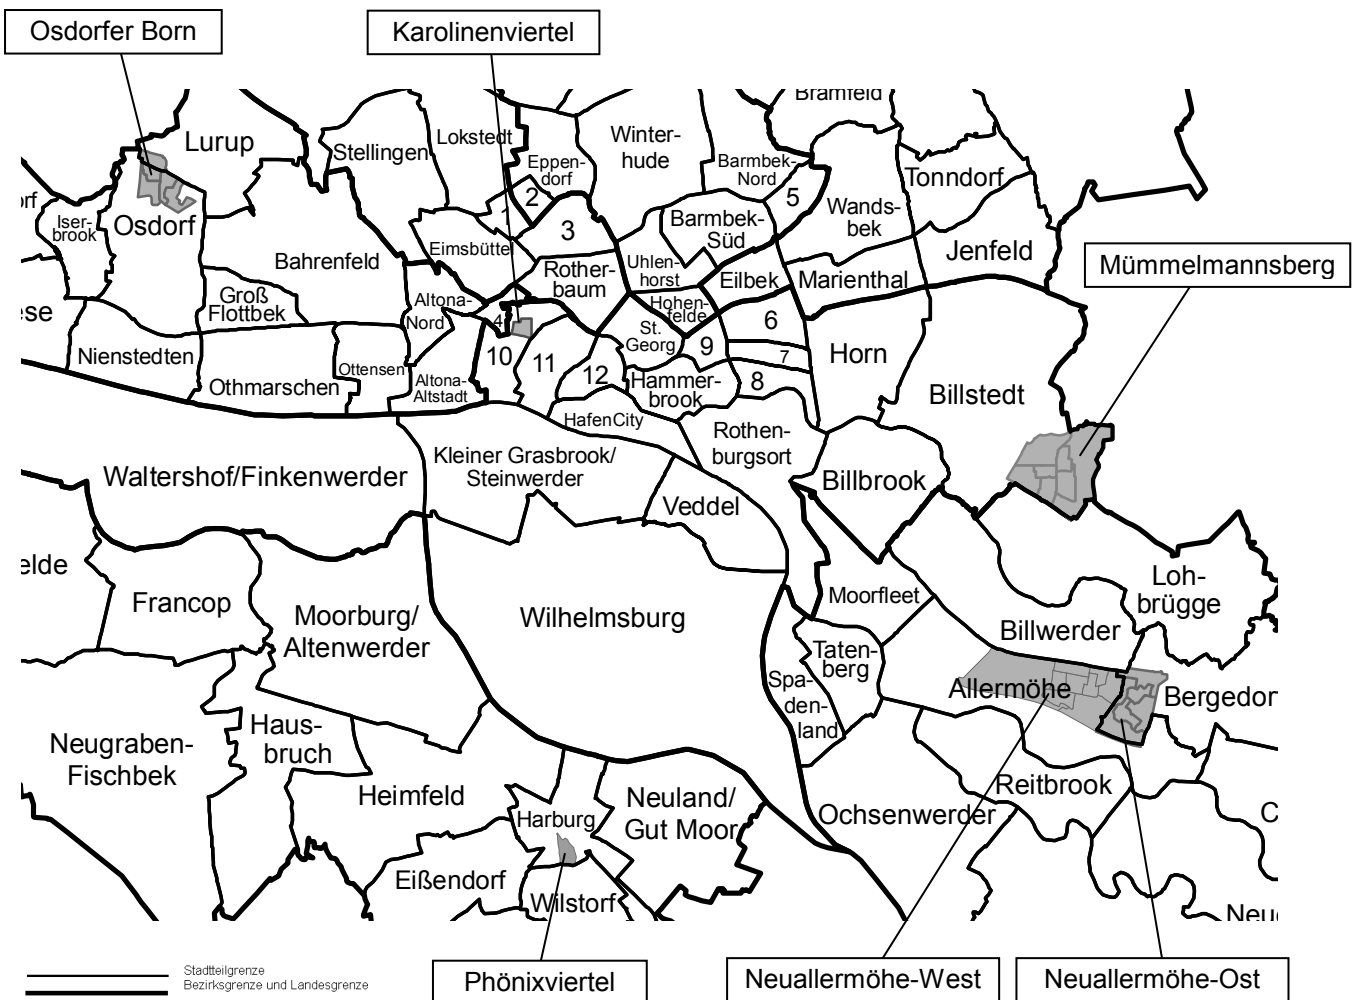 Osdorfer Born
Karolinenviertel
Bramfeld
Lurup
Lokstedt
Stellingen
Winter-
hude
Eppen-
dorf
Barmbek-
Nord
Tonndorf
rf
Iser-
brook
Osdorf
1
2
3
5
Barmbek-
Süd
Wands-
bek
Jenfeld
Mümmelmannsberg
Eimsbüttel
Bahrenfeld
Rother-
baum
Uhlen-
horst
Eilbek
Marienthal
Groß
Flottbek
Altona-
Nord
Hohen-
felde
ese
4
St.
Georg
6
Nienstedten
10
11
9
7
Horn
Ottensen
Othmarschen
Altona-
Altstadt
12
Hammer-
brook
8
Billstedt
HafenCity
Rothen-
burgsort
Waltershof/Finkenwerder
Kleiner Grasbrook/
Steinwerder
Billbrook
Veddel
elde
Francop
Moorburg/
Altenwerder
Wilhelmsburg
Moorfleet
Loh-
brügge
Billwerder
Taten-
berg
Spa-
den-
land
Allermöhe
Bergedor
Neugraben-
Fischbek
Haus-
bruch
Heimfeld
Harburg
Neuland/
Gut Moor
Reitbrook
Ochsenwerder
C
Eißendorf
Wilstorf
Neu
Stadtteilgrenze
Bezirksgrenze und Landesgrenze
Phönixviertel
Neuallermöhe-West
Neuallermöhe-Ost